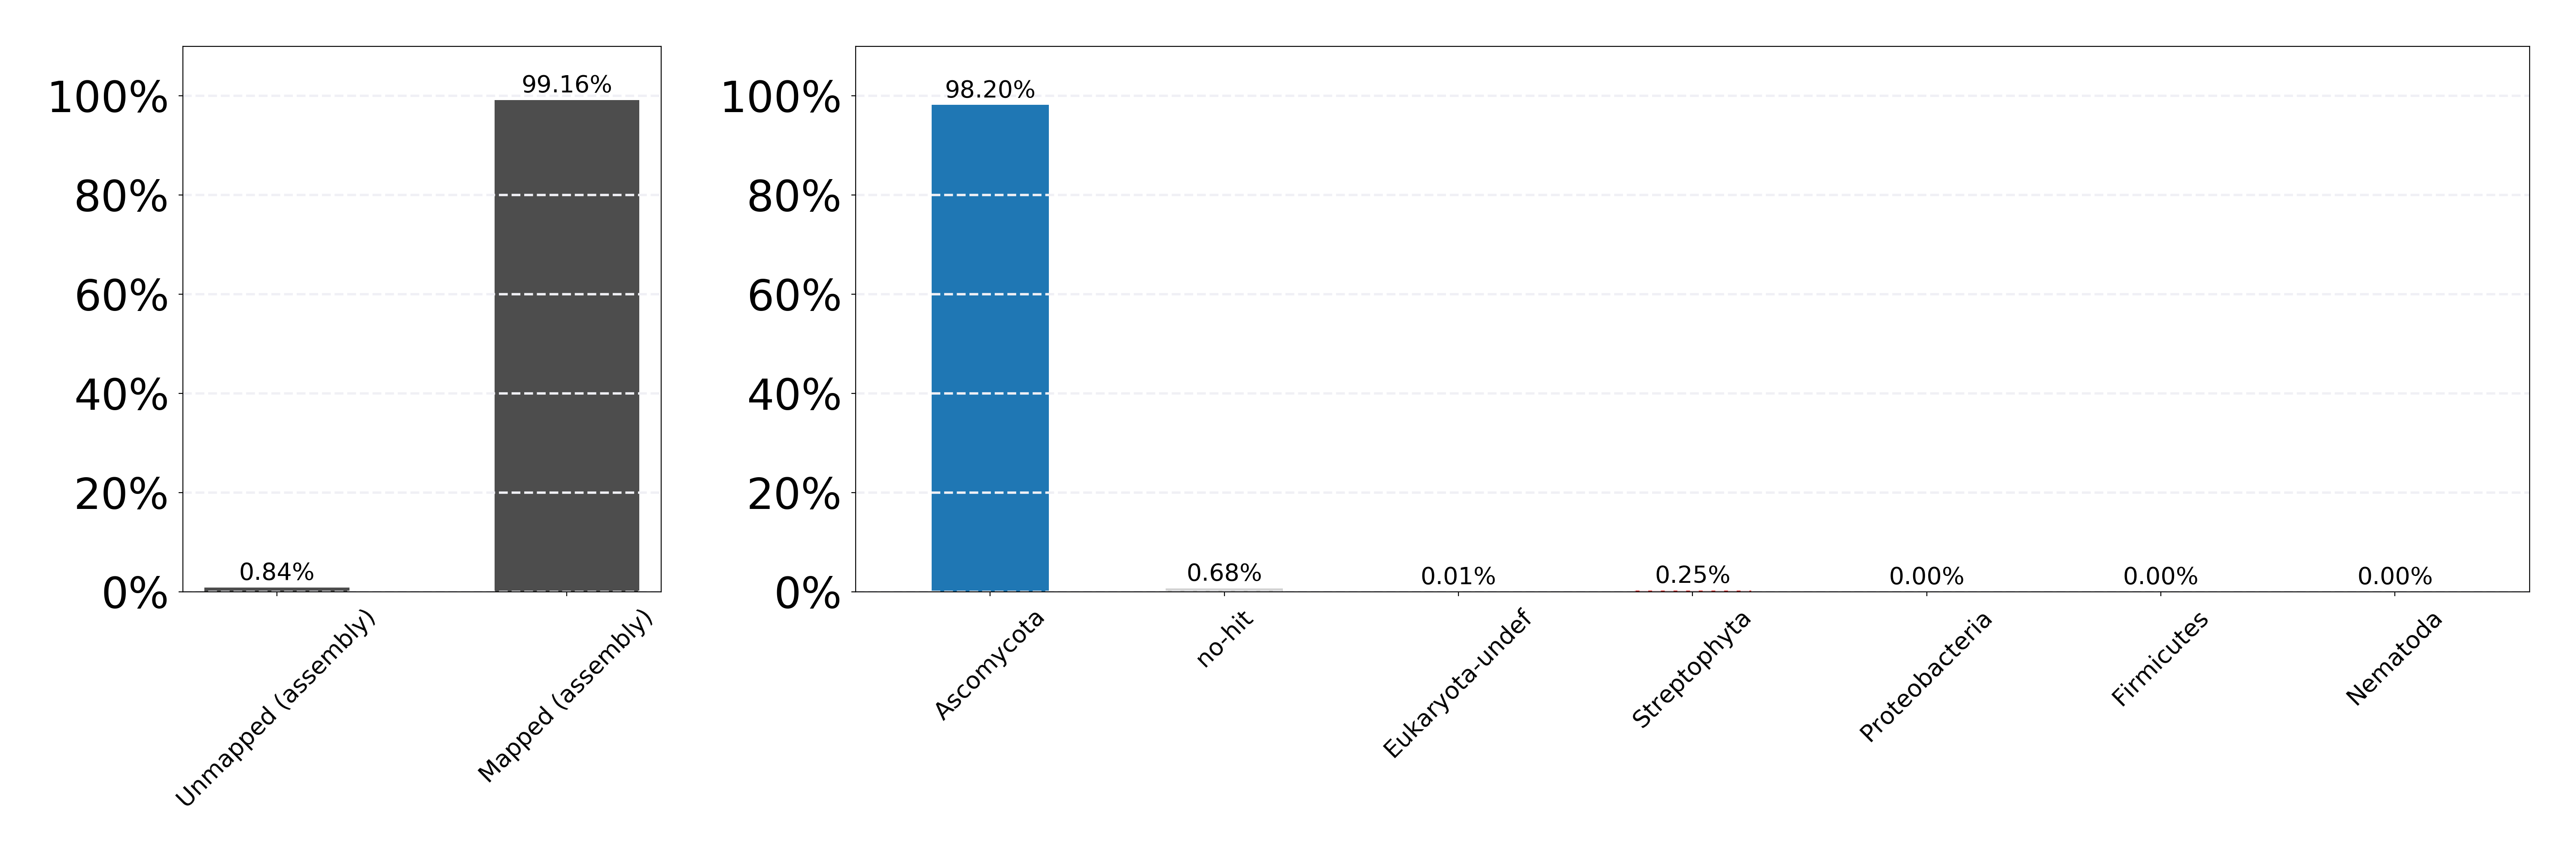 100%
80%
60%
40%
20%
0%
0.84%
99.16%
Unmapped (assembly)
Mapped (assembly)
100%
80%
60%
40%
20%
0%
98.20%
0.68%
0.01%
0.25%
0.00%
0.00%
0.00%
Ascomycota
no-hit
Eukaryota-undef
Streptophyta
Proteobacteria
Firmicutes
Nematoda